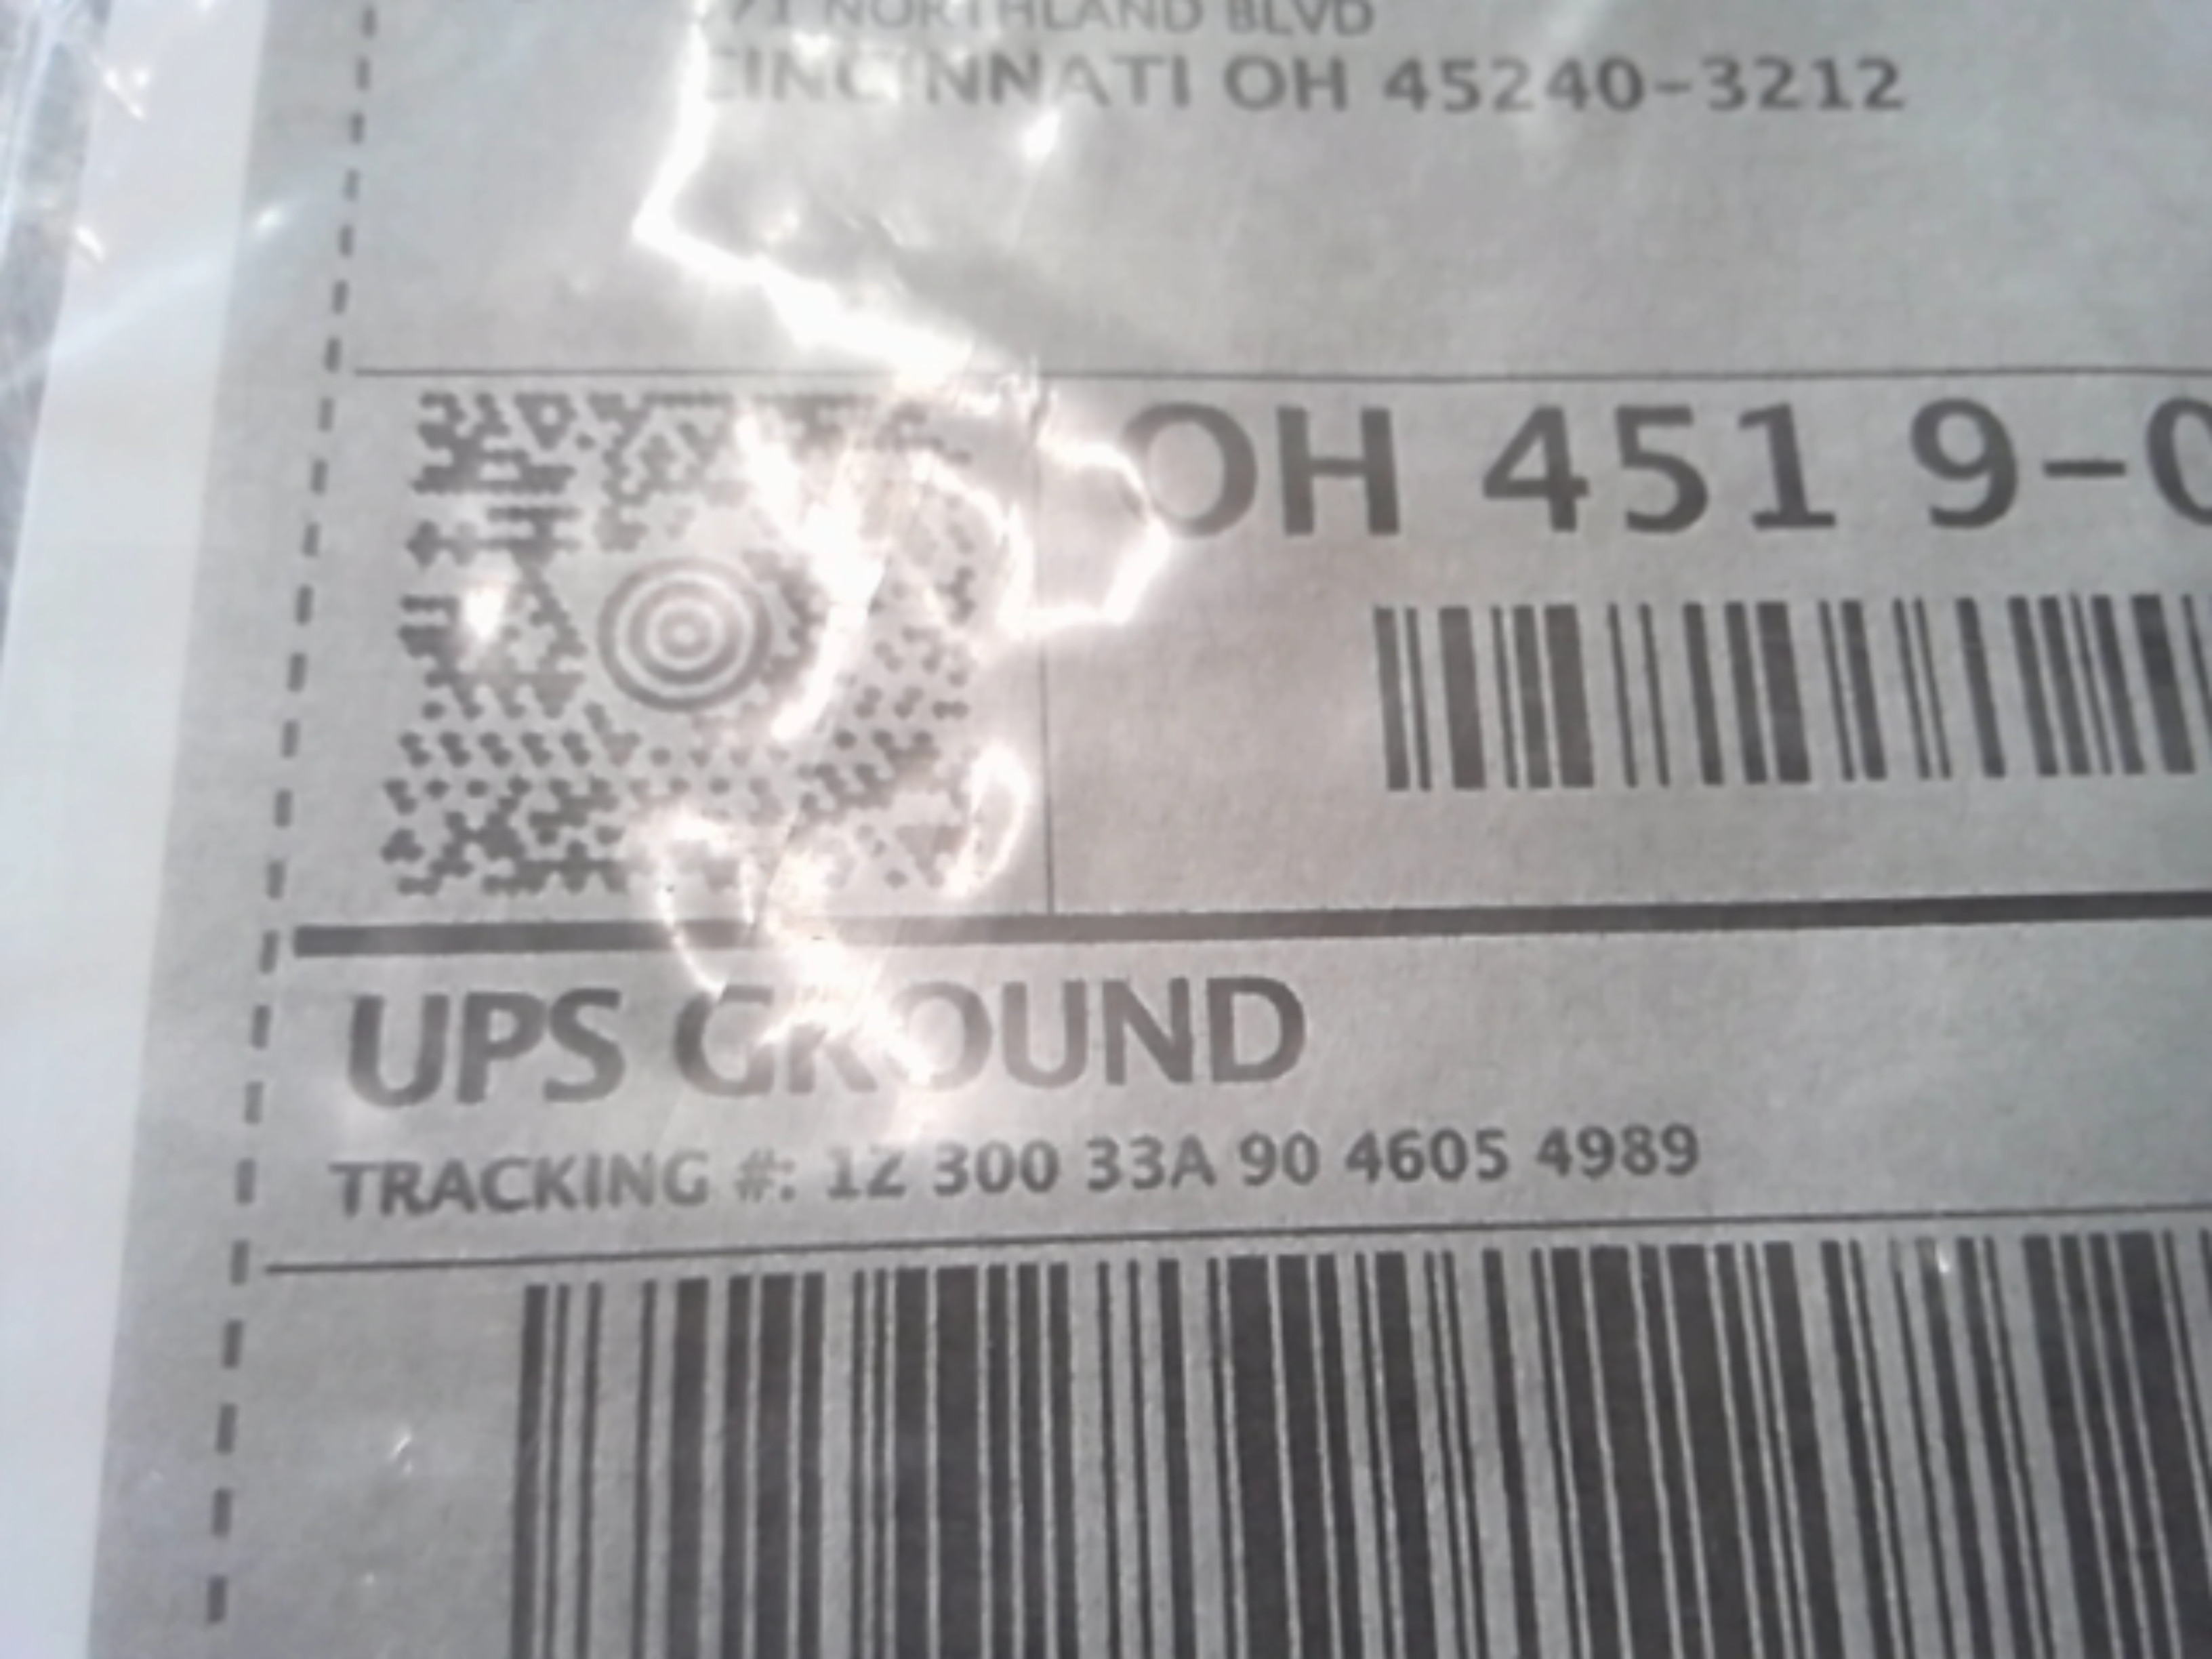 71 NORTHLAND BLVD
CINCINNATI OH 45240-3212
OH 451 9-0
UPS GROUND
TRACKING #: 1Z 300 33A 90 4605 4989